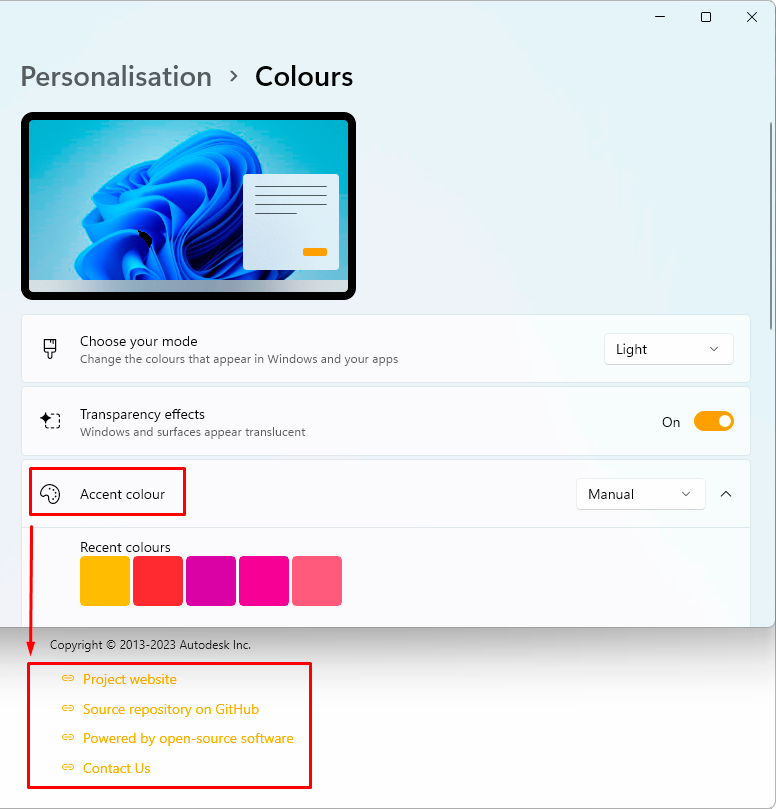 Personalisation > Colours
Choose your mode
Change the colours that appear in Windows and your apps
Light
Transparency effects
Windows and surfaces appear translucent
On
Accent colour
Manual
Recent colours
Copyright © 2013-2023 Autodesk Inc.
Project website
Source repository on GitHub
Powered by open-source software
Contact Us